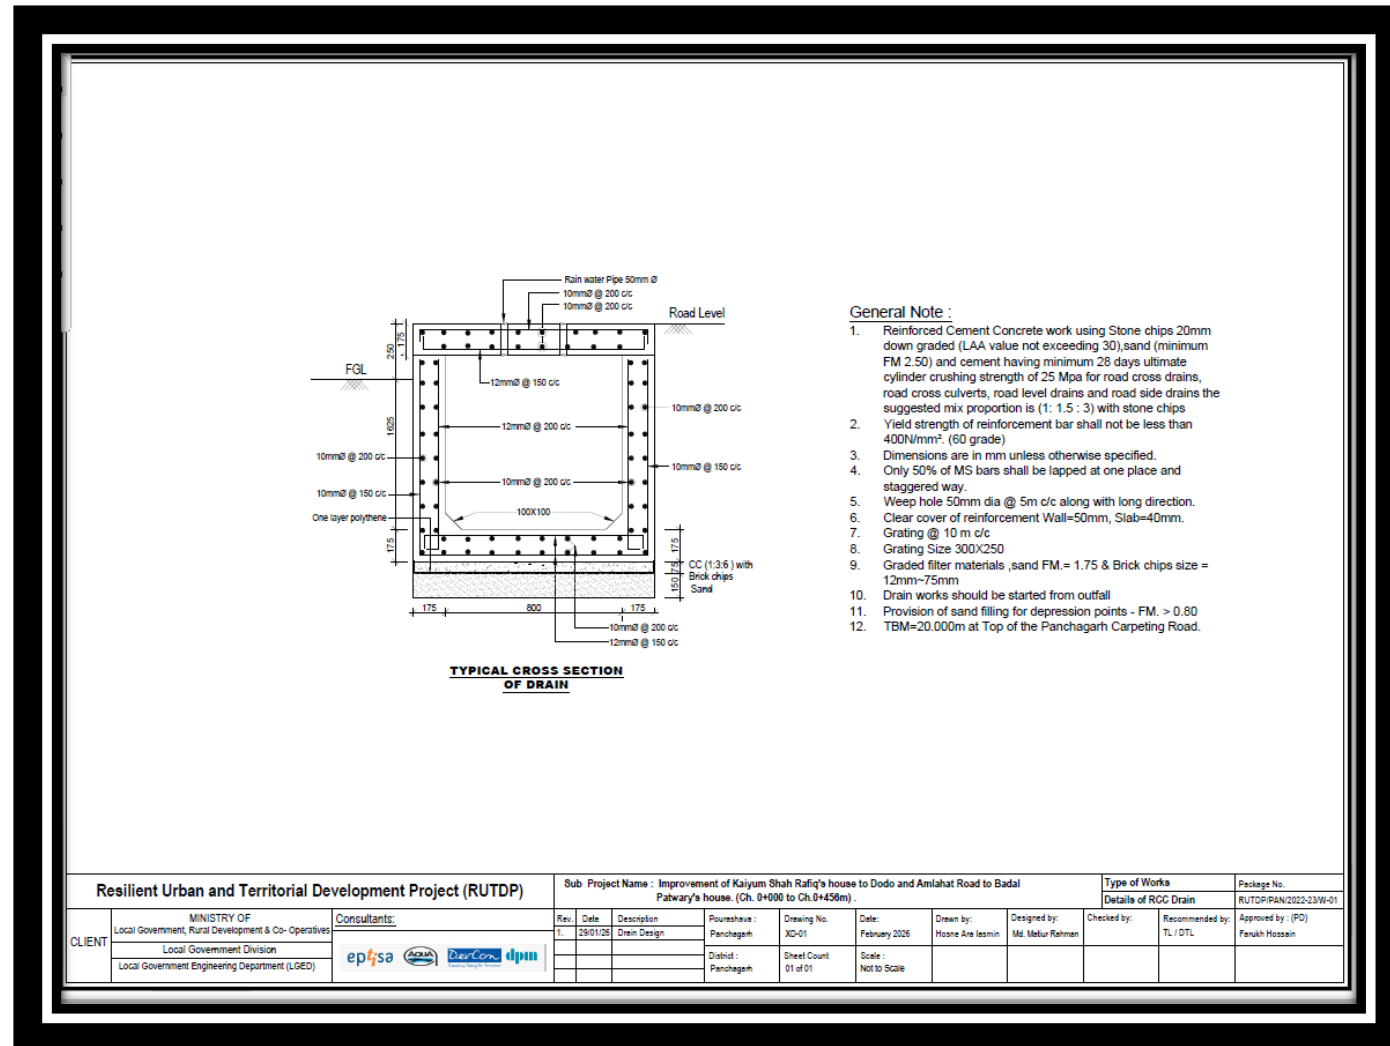 Rain water Pipe 50mm Ø
10mmØ @ 200 c/c
10mmØ @ 200 c/c
Road Level
175
250
FGL
12mmØ @ 150 c/c
10mmØ @ 200 c/c
1625
12mmØ @ 200 c/c
10mmØ @ 200 c/c
10mmØ @ 150 c/c
10mmØ @ 200 c/c
10mmØ @ 150 c/c
One layer polythene
100X100
175
175
75
150
CC (1:3:6 ) with
Brick chips
Sand
175
800
175
10mmØ @ 200 c/c
12mmØ @ 150 c/c
TYPICAL CROSS SECTION
OF DRAIN
General Note :
1. Reinforced Cement Concrete work using Stone chips 20mm
down graded (LAA value not exceeding 30),sand (minimum
FM 2.50) and cement having minimum 28 days ultimate
cylinder crushing strength of 25 Mpa for road cross drains,
road cross culverts, road level drains and road side drains the
suggested mix proportion is (1: 1.5 : 3) with stone chips
2. Yield strength of reinforcement bar shall not be less than
400N/mm². (60 grade)
3. Dimensions are in mm unless otherwise specified.
4. Only 50% of MS bars shall be lapped at one place and
staggered way.
5. Weep hole 50mm dia @ 5m c/c along with long direction.
6. Clear cover of reinforcement Wall=50mm, Slab=40mm.
7. Grating @ 10 m c/c
8. Grating Size 300X250
9. Graded filter materials ,sand FM.= 1.75 & Brick chips size =
12mm~75mm
10. Drain works should be started from outfall
11. Provision of sand filling for depression points - FM. > 0.80
12. TBM=20.000m at Top of the Panchagarh Carpeting Road.
Resilient Urban and Territorial Development Project (RUTDP)
Sub Project Name : Improvement of Kaiyum Shah Rafiq's house to Dodo and Amlahat Road to Badal
Patwary's house. (Ch. 0+000 to Ch.0+456m) .
Type of Works
Details of RCC Drain
Package No.
RUTDP/PAN/2022-23/W-01
CLIENT
MINISTRY OF
Local Government, Rural Development & Co- Operatives
Local Government Division
Local Government Engineering Department (LGED)
Consultants:
eptisa
AQUA
DevCon
dpm
Rev. Date Description
1. 29/01/26 Drain Design
Pourashava :
Panchagarh
District :
Panchagarh
Drawing No.
XD-01
Sheet Count
01 of 01
Date:
February 2026
Scale :
Not to Scale
Drawn by:
Hosne Ara Iasmin
Designed by:
Md. Matiur Rahman
Checked by:
Recommended by:
TL / DTL
Approved by : (PD)
Farukh Hossain